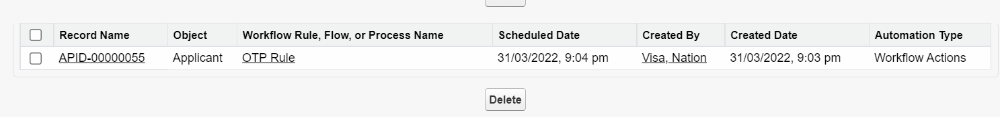 Record Name Object Workflow Rule, Flow, or Process Name Scheduled Date Created By Created Date Automation Type
APID-00000055 Applicant OTP Rule 31/03/2022, 9:04 pm Visa, Nation 31/03/2022, 9:03 pm Workflow Actions
Delete